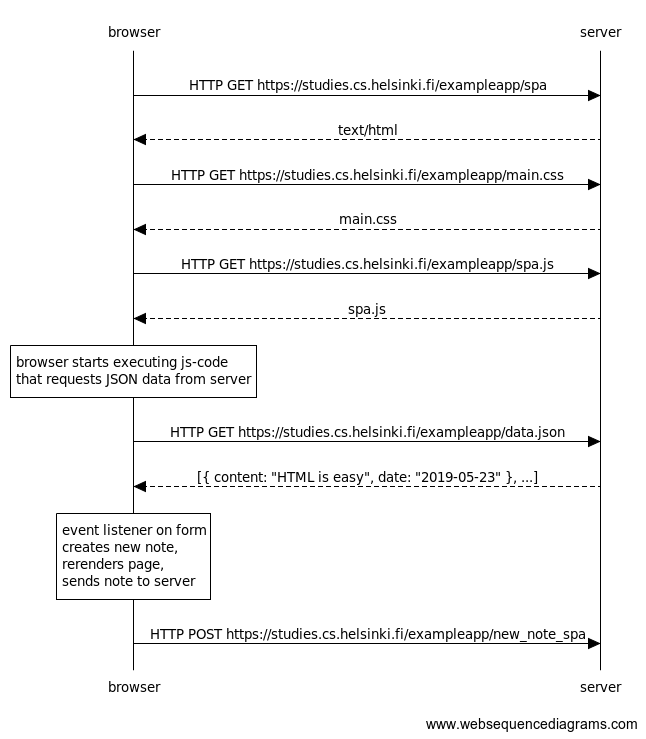 browser server
HTTP GET https://studies.cs.helsinki.fi/exampleapp/spa
text/html
HTTP GET https://studies.cs.helsinki.fi/exampleapp/main.css
main.css
HTTP GET https://studies.cs.helsinki.fi/exampleapp/spa.js
spa.js
browser starts executing js-code
that requests JSON data from server
HTTP GET https://studies.cs.helsinki.fi/exampleapp/data.json
[{ content: "HTML is easy", date: "2019-05-23" }, ...]
event listener on form
creates new note,
rerenders page,
sends note to server
HTTP POST https://studies.cs.helsinki.fi/exampleapp/new_note_spa
browser server
www.websequencediagrams.com